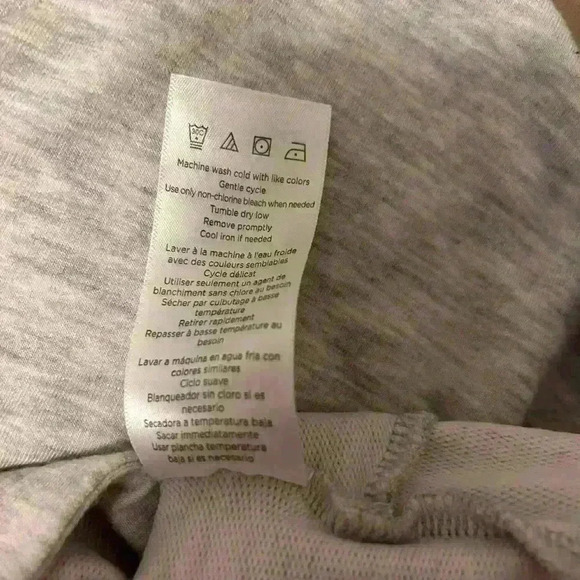 30C
Machine wash cold with like colors
Gentle cycle
Use only non-chlorine bleach when needed
Tumble dry low
Remove promptly
Cool iron if needed
Laver à la machine à l'eau froide
avec des couleurs semblables
Cycle délicat
Utiliser seulement un agent de
blanchiment sans chlore au besoin
Sécher par culbutage à basse
température
Retirer rapidement
Repasser à basse température au
besoin
Lavar a máquina en agua fría con
colores similares
Ciclo suave
Blanqueador sin cloro si es
necesario
Secadora a temperatura baja
Sacar immediatamente
Usar plancha temperatura
baja si es necesario